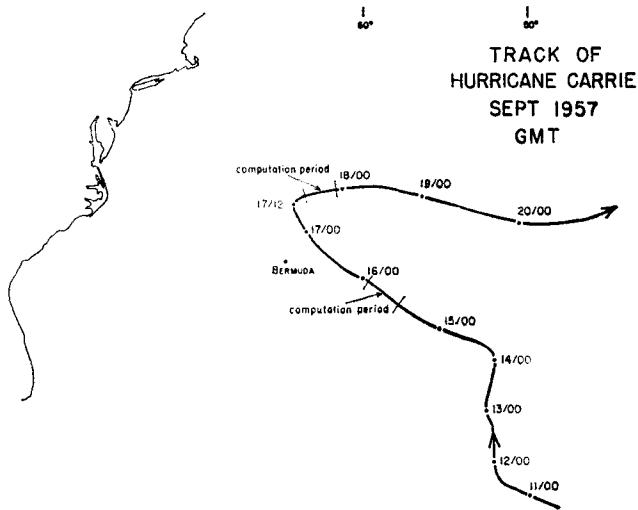 60°
50°
TRACK OF
HURRICANE CARRIE
SEPT 1957
GMT
computation period
18/00
19/00
17/12
20/00
17/00
BERMUDA
16/00
computation period
15/00
14/00
13/00
12/00
11/00